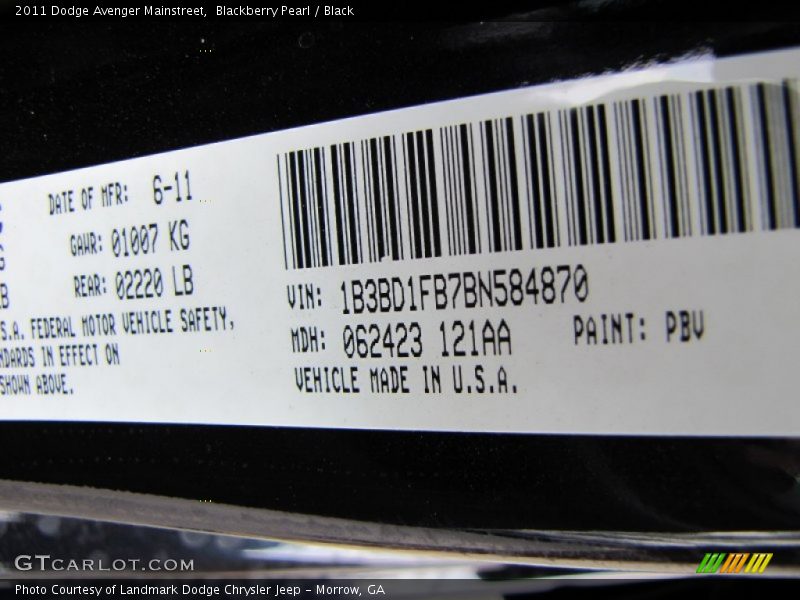 2011 Dodge Avenger Mainstreet,  Blackberry Pearl / Black
DATE OF MFR: 6-11
GAWR: 01007 KG
REAR: 02220 LB
S.A. FEDERAL MOTOR VEHICLE SAFETY,
IN EFFECT ON
SHOWN ABOVE.
VIN: 1B3BD1FB7BN584870
MDH: 062423 121AA
PAINT: PBV
VEHICLE MADE IN U.S.A.
GTCARLOT.COM
Photo Courtesy of Landmark Dodge Chrysler Jeep - Morrow, GA